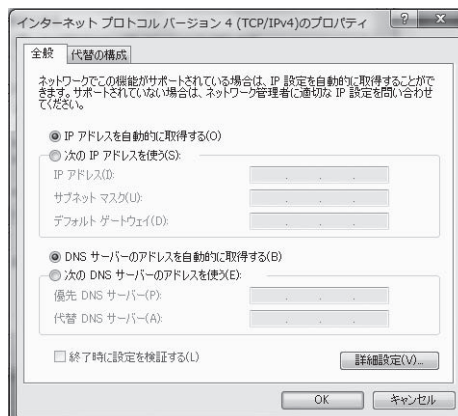 インターネット プロトコル バージョン 4 (TCP/IPv4)のプロパティ
全般
代替の構成
ネットワークでこの機能がサポートされている場合は、IP 設定を自動的に取得することがで
きます。サポートされていない場合は、ネットワーク管理者に適切な IP 設定を問い合わせ
てください。
IP アドレスを自動的に取得する(O)
次の IP アドレスを使う(S):
IP アドレス(I):
サブネット マスク(U):
デフォルト ゲートウェイ(D):
DNS サーバーのアドレスを自動的に取得する(B)
次の DNS サーバーのアドレスを使う(E):
優先 DNS サーバー(P):
代替 DNS サーバー(A):
終了時に設定を検証する(L)
詳細設定(V)...
OK
キャンセル